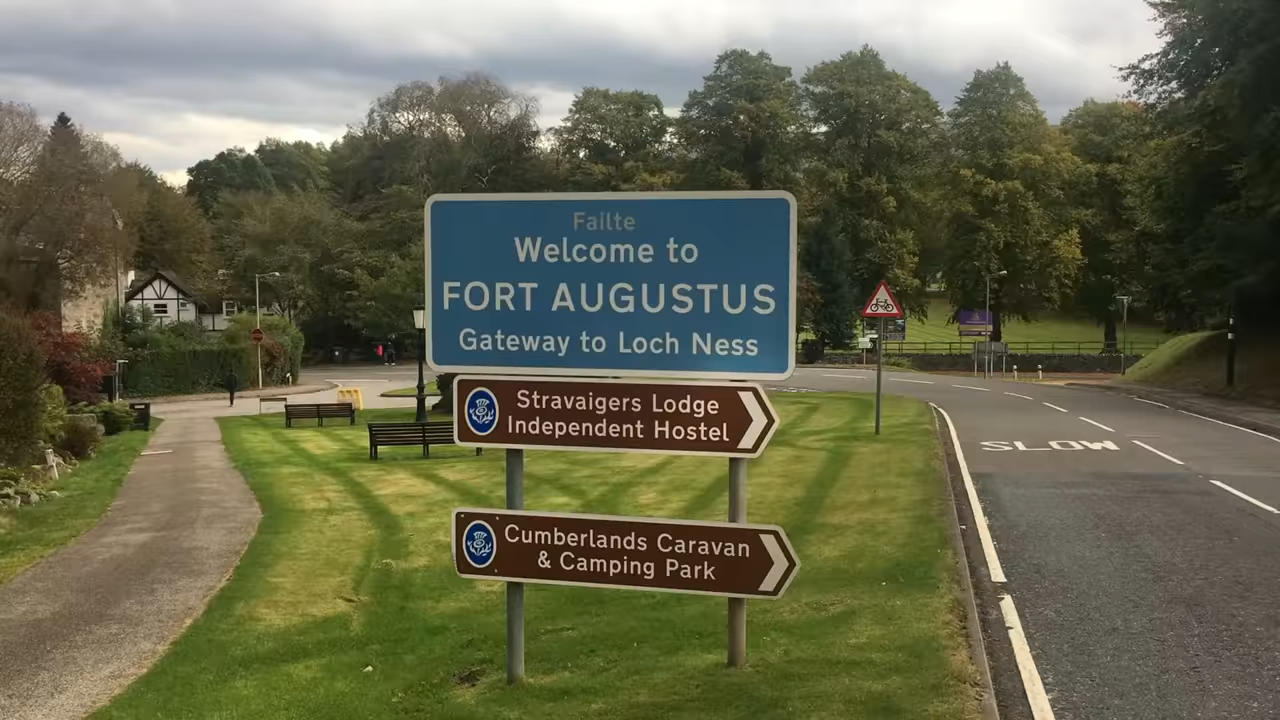 Failte
Welcome to
FORT AUGUSTUS
Gateway to Loch Ness
Stravaigers Lodge
Independent Hostel
Cumberlands Caravan
& Camping Park
SLOW